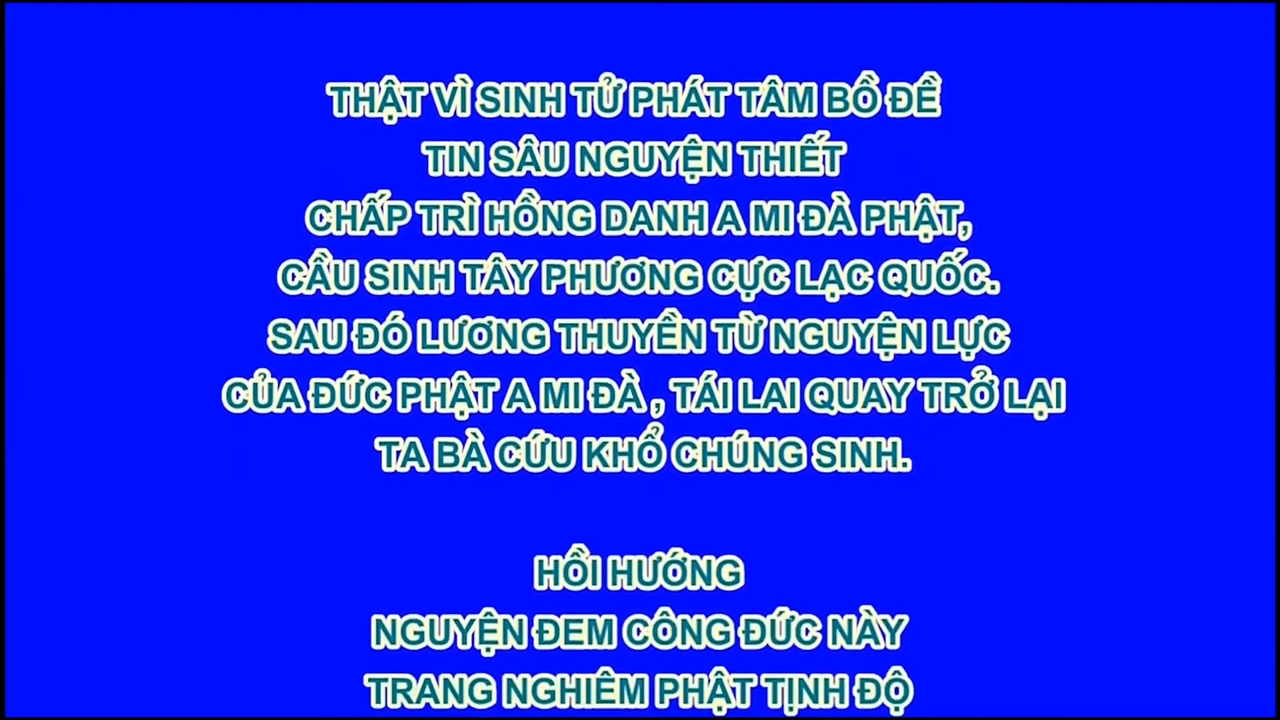 THẬT VÌ SINH TỬ PHÁT TÂM BỒ ĐỀ
TIN SÂU NGUYỆN THIẾT
CHẤP TRÌ HỒNG DANH A MI ĐÀ PHẬT,
CẦU SINH TÂY PHƯƠNG CỰC LẠC QUỐC.
SAU ĐÓ LƯƠNG THUYỀN TỪ NGUYỆN LỰC
CỦA ĐỨC PHẬT A MI ĐÀ , TÁI LAI QUAY TRỞ LẠI
TA BÀ CỨU KHỔ CHÚNG SINH.
HỒI HƯỚNG
NGUYỆN ĐEM CÔNG ĐỨC NÀY
TRANG NGHIÊM PHẬT TỊNH ĐỘ